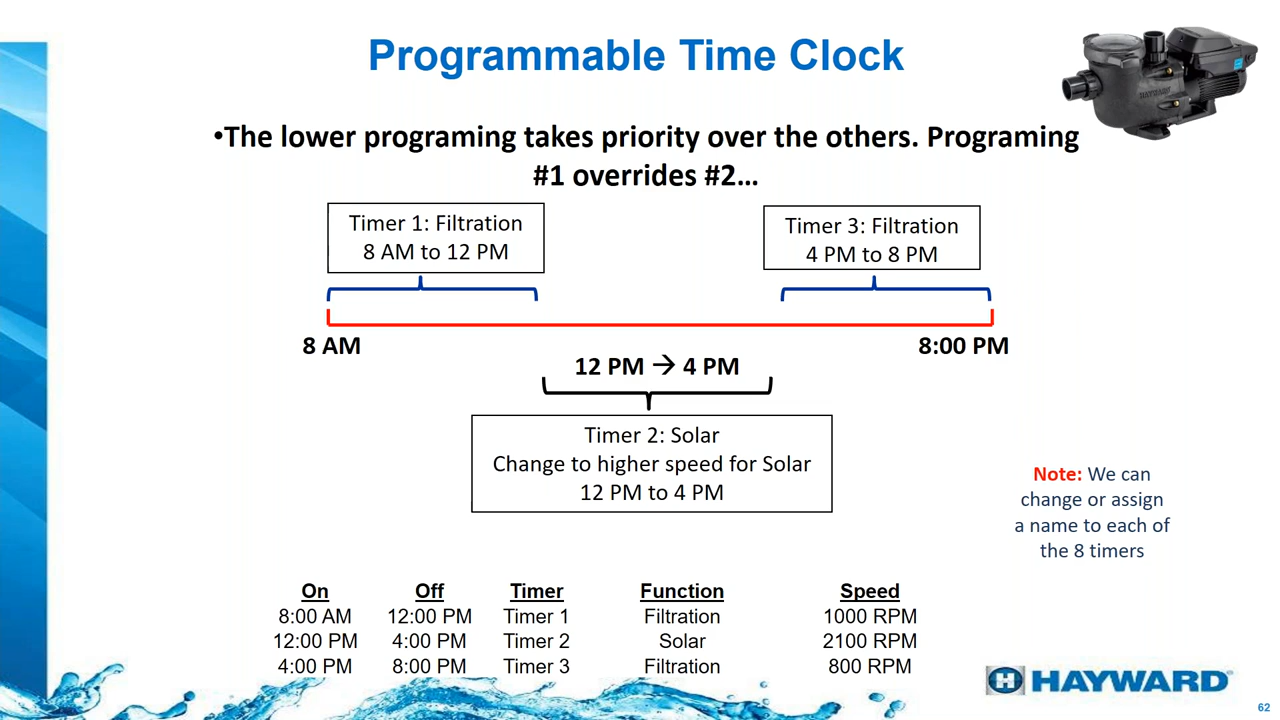 Programmable Time Clock
•The lower programing takes priority over the others. Programing
#1 overrides #2...
Timer 1: Filtration
8 AM to 12 PM
Timer 3: Filtration
4 PM to 8 PM
8 AM
8:00 PM
12 PM → 4 PM
Timer 2: Solar
Change to higher speed for Solar
12 PM to 4 PM
Note: We can
change or assign
a name to each of
the 8 timers
On Off Timer Function Speed
8:00 AM 12:00 PM Timer 1 Filtration 1000 RPM
12:00 PM 4:00 PM Timer 2 Solar 2100 RPM
4:00 PM 8:00 PM Timer 3 Filtration 800 RPM
HAYWARD
62